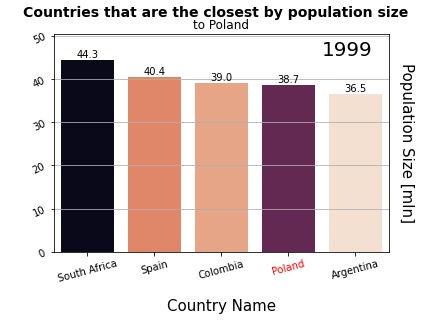 Countries that are the closest by population size
to Poland
1999
50
40
30
20
10
0
44.3
40.4
39.0
38.7
36.5
South Africa
Spain
Colombia
Poland
Argentina
Country Name
Population Size [mln]